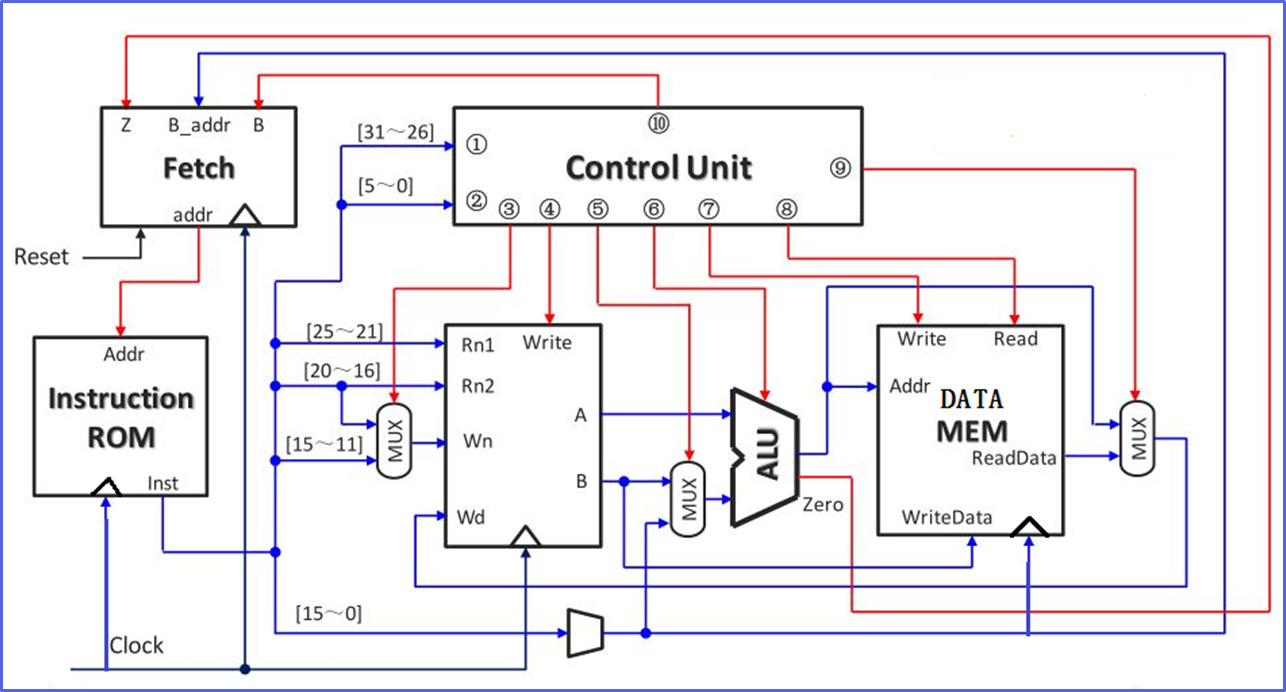 Z B_addr B
Fetch
addr
Reset
[31～26]
[5～0]
① ② ③ ④ ⑤ ⑥ ⑦ ⑧ ⑨ ⑩
Control Unit
Addr
Instruction
ROM
Inst
Clock
[25～21]
[20～16]
[15～11]
[15～0]
MUX
Rn1 Write
Rn2
Wn
Wd
A
B
MUX
ALU
Zero
Write Read
Addr
DATA
MEM
ReadData
WriteData
MUX